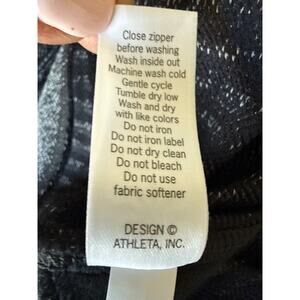 Close zipper
before washing
Wash inside out
Machine wash cold
Gentle cycle
Tumble dry low
Wash and dry
with like colors
Do not iron
Do not iron label
Do not dry clean
Do not bleach
Do not use
fabric softener
DESIGN ©
ATHLETA, INC.